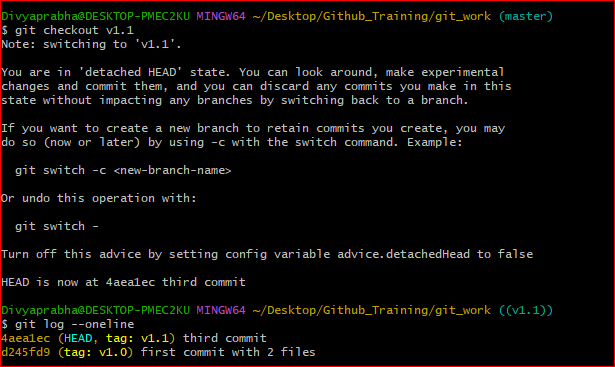 Divyaprabha@DESKTOP-PMEC2KU MINGW64 ~/Desktop/Github_Training/git_work (master)
$ git checkout v1.1
Note: switching to 'v1.1'.
You are in 'detached HEAD' state. You can look around, make experimental
changes and commit them, and you can discard any commits you make in this
state without impacting any branches by switching back to a branch.
If you want to create a new branch to retain commits you create, you may
do so (now or later) by using -c with the switch command. Example:
git switch -c <new-branch-name>
Or undo this operation with:
git switch -
Turn off this advice by setting config variable advice.detachedHead to false
HEAD is now at 4aea1ec third commit
Divyaprabha@DESKTOP-PMEC2KU MINGW64 ~/Desktop/Github_Training/git_work ((v1.1))
$ git log --oneline
4aea1ec (HEAD, tag: v1.1) third commit
d245fd9 (tag: v1.0) first commit with 2 files